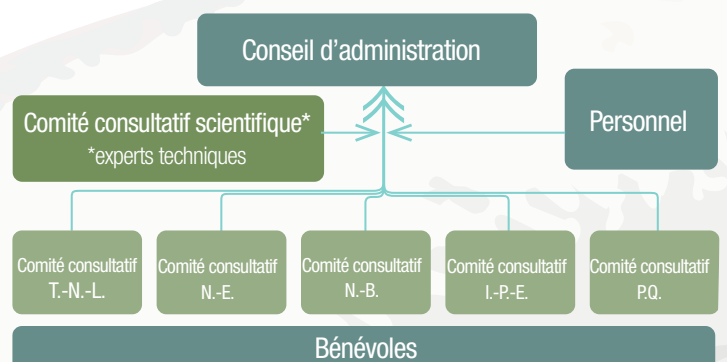 Conseil d'administration
Comité consultatif scientifique*
*experts techniques
Personnel
Comité consultatif
T.-N.-L.
Comité consultatif
N.-E.
Comité consultatif
N.-B.
Comité consultatif
I.-P.-E.
Comité consultatif
P.Q.
Bénévoles